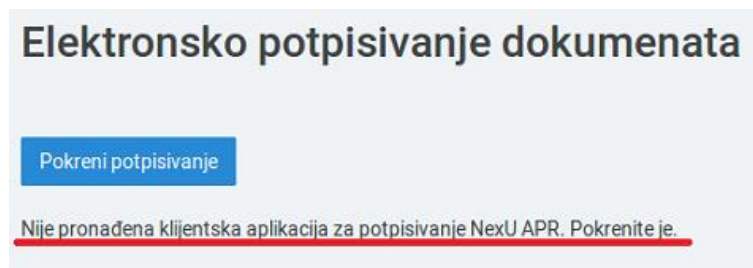 Elektronsko potpisivanje dokumenata
Pokreni potpisivanje
Nije pronađena klijentska aplikacija za potpisivanje NexU APR. Pokrenite je.